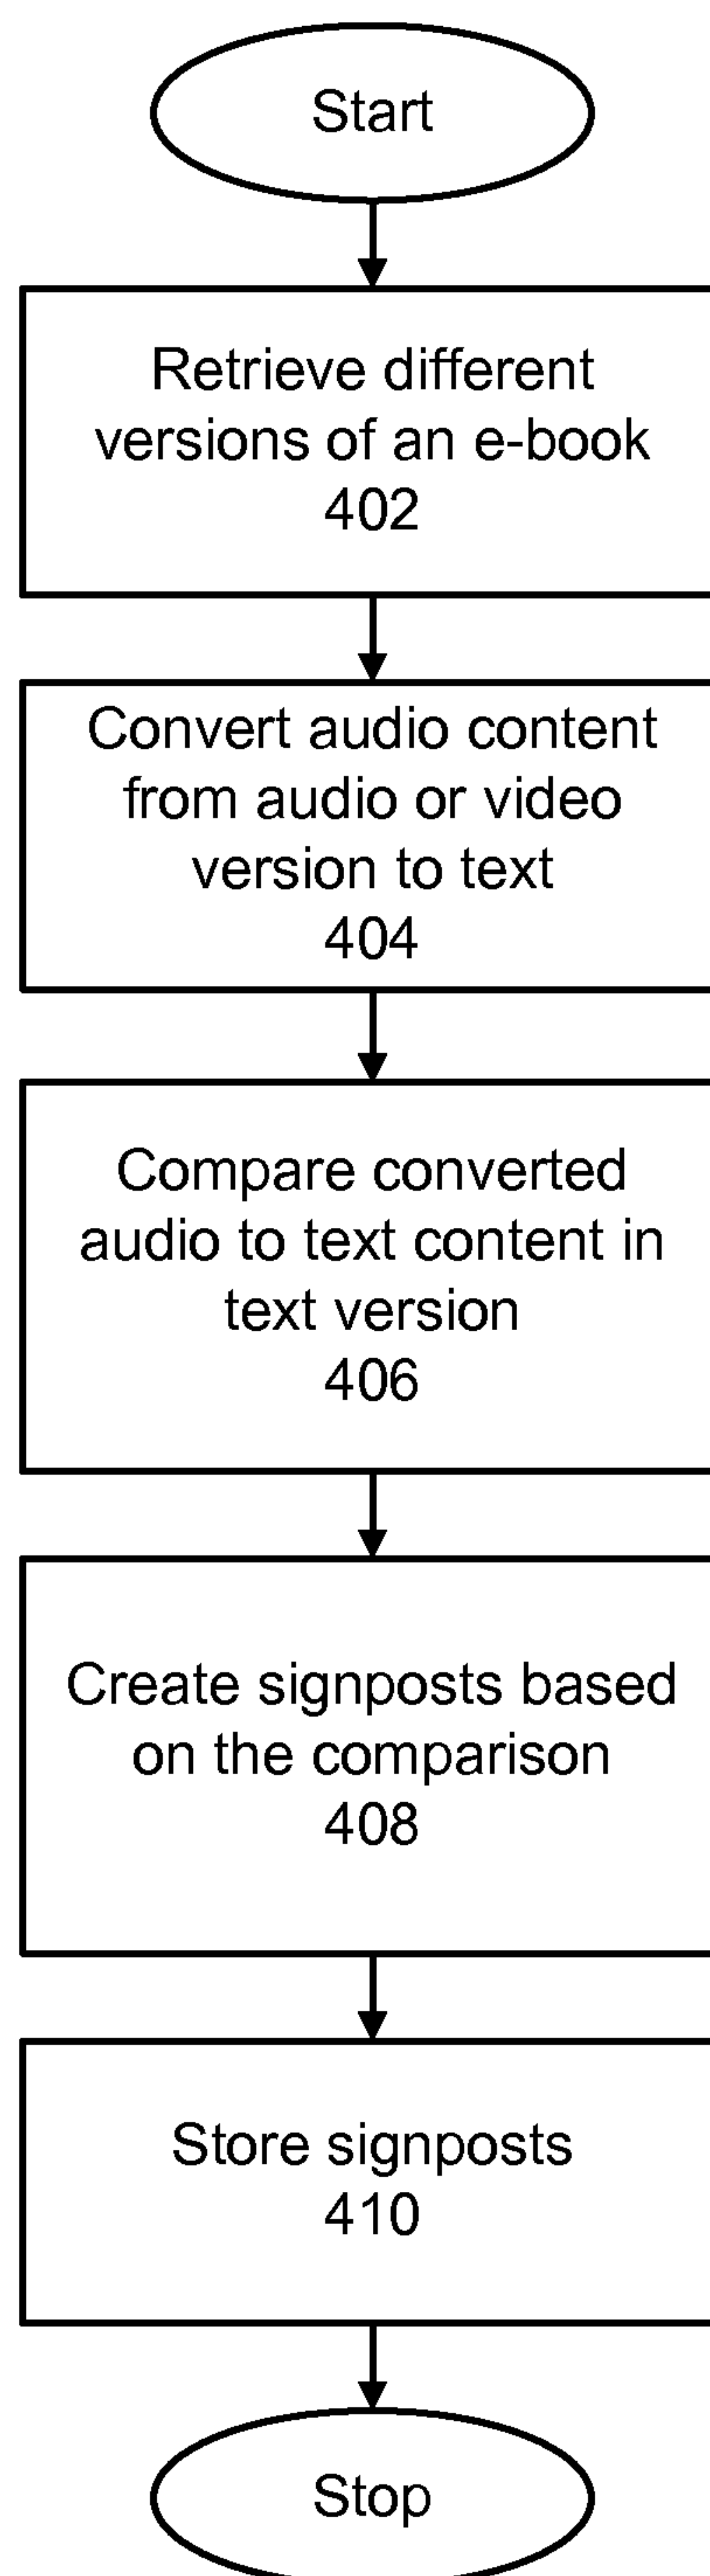 Start
Retrieve different
versions of an e-book
402
Convert audio content
from audio or video
version to text
404
Compare converted
audio to text content in
text version
406
Create signposts based
on the comparison
408
Store signposts
410
Stop